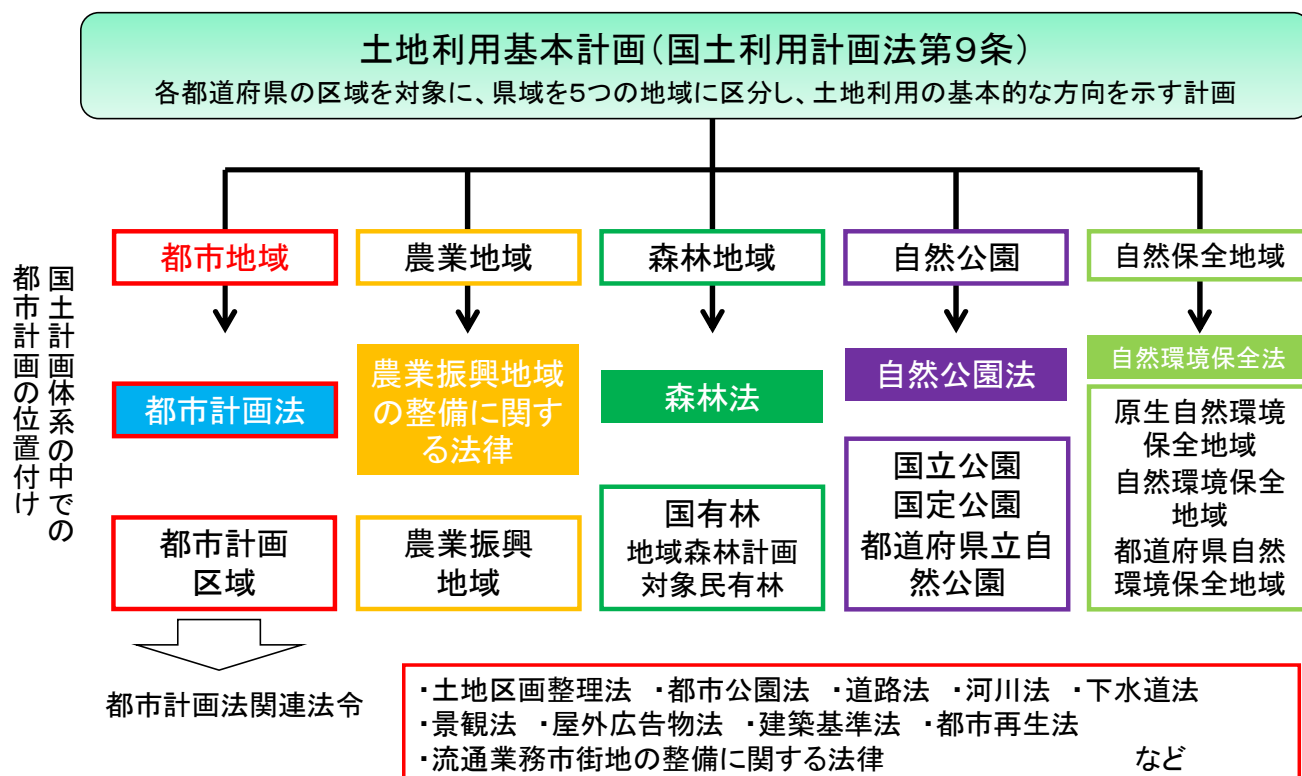 土地利用基本計画(国土利用計画法第9条)
各都道府県の区域を対象に、県域を5つの地域に区分し、土地利用の基本的な方向を示す計画
国土計画体系の中での
都市計画の位置付け
都市地域
農業地域
森林地域
自然公園
自然保全地域
都市計画法
農業振興地域
の整備に関す
る法律
森林法
自然公園法
自然環境保全法
都市計画
区域
農業振興
地域
国有林
地域森林計画
対象民有林
国立公園
国定公園
都道府県立自
然公園
原生自然環境
保全地域
自然環境保全
地域
都道府県自然
環境保全地域
都市計画法関連法令
・土地区画整理法 ・都市公園法 ・道路法 ・河川法 ・下水道法
・景観法 ・屋外広告物法 ・建築基準法 ・都市再生法
・流通業務市街地の整備に関する法律 など